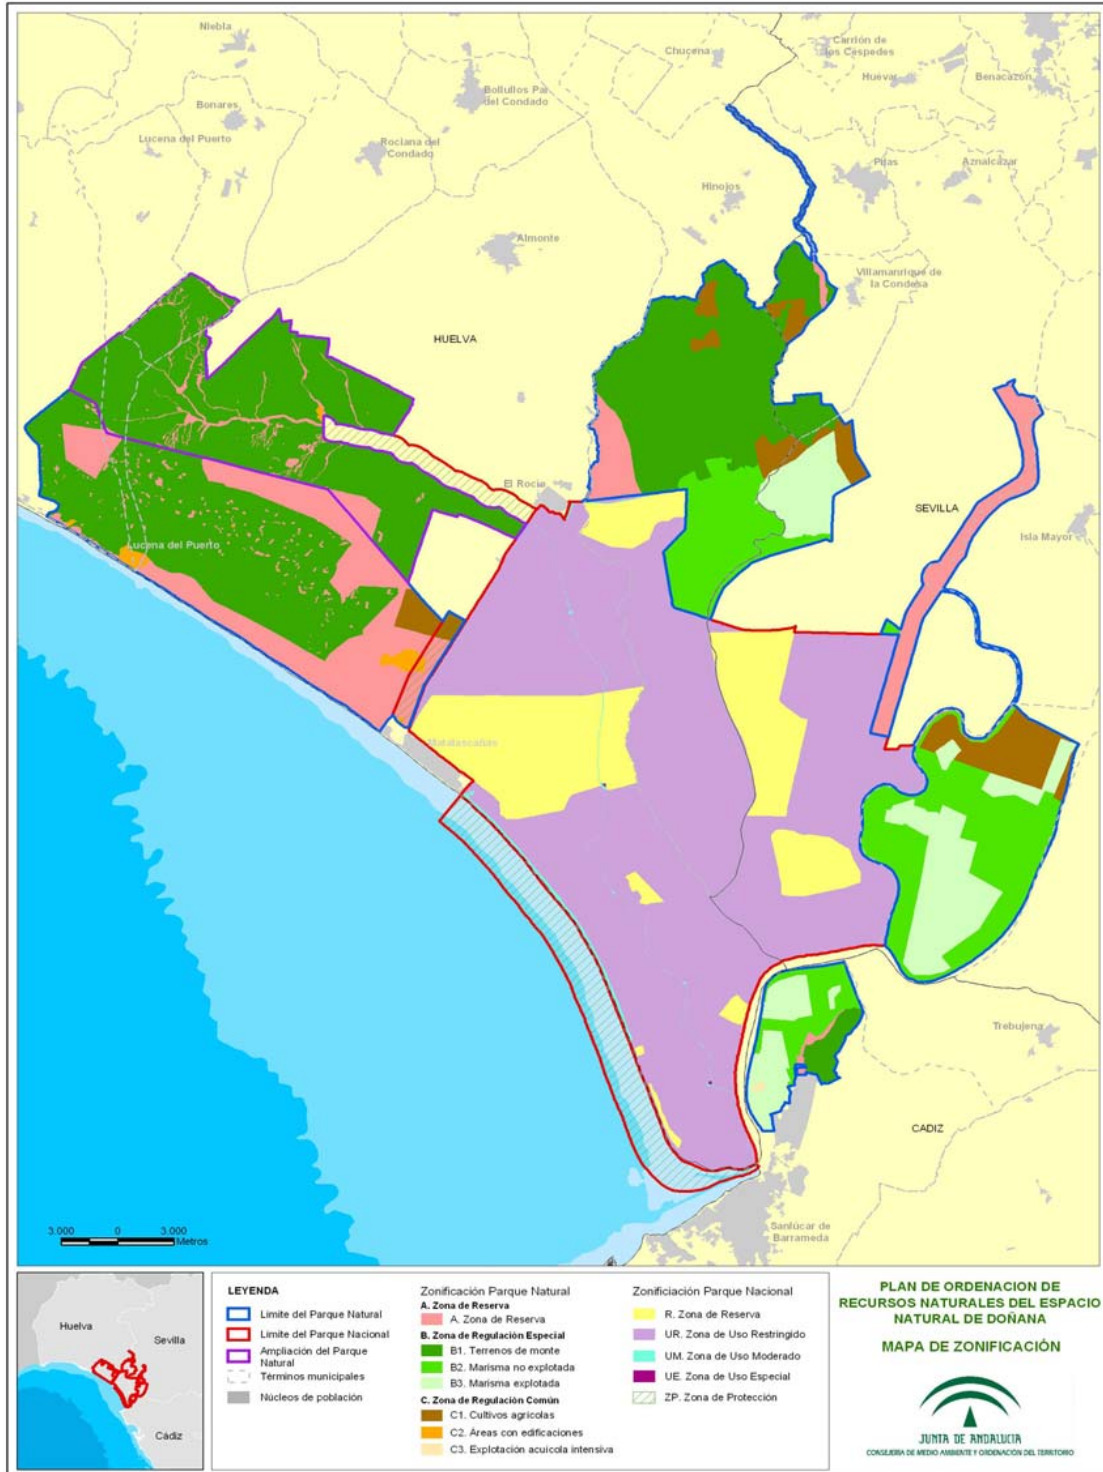 Niebla
Chucena
Carrión de
los Céspedes
Huévar
Benacazón
Bollullos Par
del Condado
Bonares
Lucena del Puerto
Rociana del
Condado
Pilas
Aznalcázar
Hinojos
Almonte
Villamanrique de
la Condesa
HUELVA
El Rocío
SEVILLA
Isla Mayor
Lucena del Puerto
Matalascañas
Trebujena
CADIZ
Sanlúcar de
Barrameda
3.000 0 3.000
Metros
Huelva
Sevilla
Cádiz
LEYENDA
Límite del Parque Natural
Límite del Parque Nacional
Ampliación del Parque
Natural
Términos municipales
Núcleos de población
Zonificación Parque Natural
A. Zona de Reserva
A. Zona de Reserva
B. Zona de Regulación Especial
B1. Terrenos de monte
B2. Marisma no explotada
B3. Marisma explotada
C. Zona de Regulación Común
C1. Cultivos agrícolas
C2. Áreas con edificaciones
C3. Explotación acuícola intensiva
Zonificiación Parque Nacional
R. Zona de Reserva
UR. Zona de Uso Restringido
UM. Zona de Uso Moderado
UE. Zona de Uso Especial
ZP. Zona de Protección
PLAN DE ORDENACION DE
RECURSOS NATURALES DEL ESPACIO
NATURAL DE DOÑANA
MAPA DE ZONIFICACIÓN
JUNTA DE ANDALUCIA
CONSEJERÍA DE MEDIO AMBIENTE Y ORDENACIÓN DEL TERRITORIO